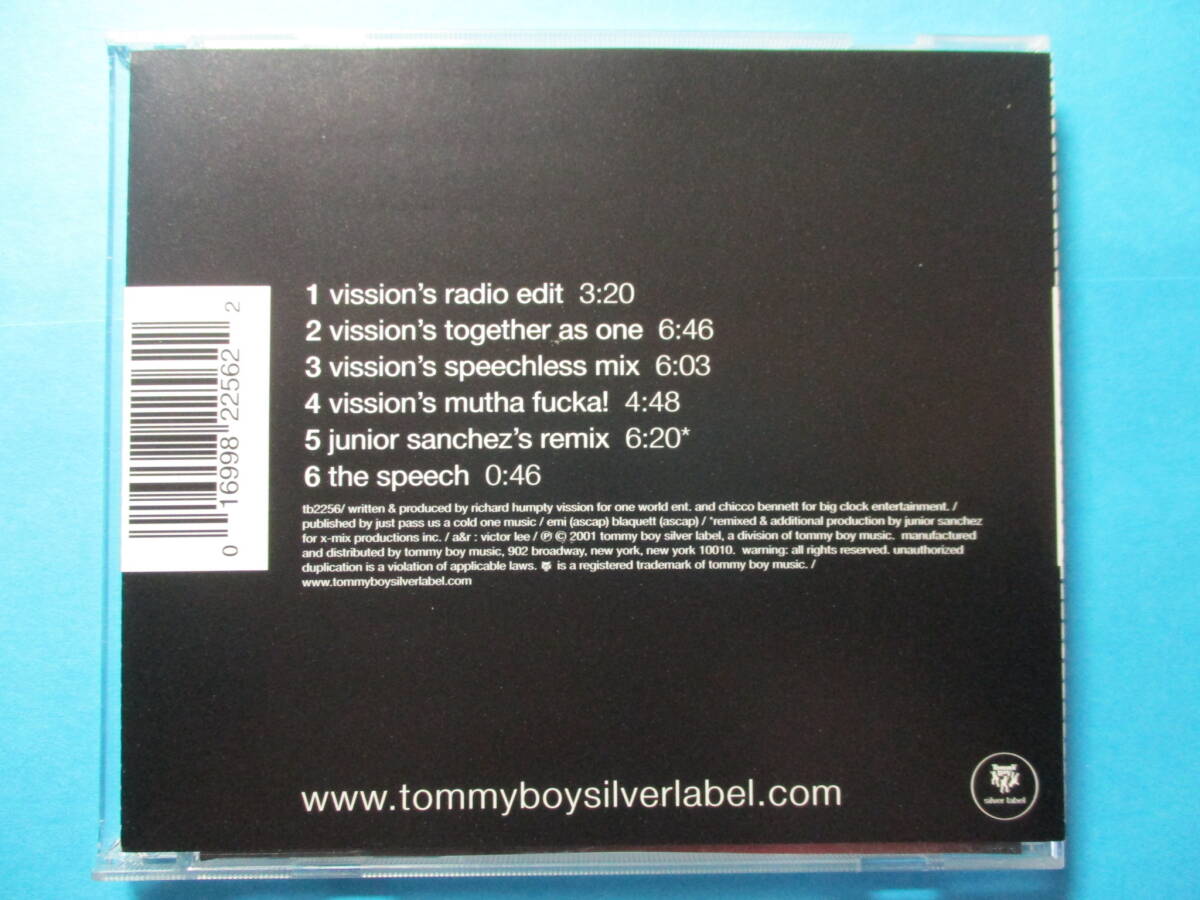 1 vission's radio edit 3:20
2 vission's together as one 6:46
3 vission's speechless mix 6:03
4 vission's mutha fucka! 4:48
5 junior sanchez's remix 6:20*
6 the speech 0:46
tb2256/ written & produced by richard humpty vission for one world ent. and chicco bennett for big clock entertainment. /
published by just pass us a cold one music / emi (ascap) blaquett (ascap) / *remixed & additional production by junior sanchez
for x-mix productions inc. / a&r : victor lee / ℗ © 2001 tommy boy silver label, a division of tommy boy music. manufactured
and distributed by tommy boy music, 902 broadway, new york, new york 10010. warning: all rights reserved. unauthorized
duplication is a violation of applicable laws. is a registered trademark of tommy boy music. /
www.tommyboysilverlabel.com
0 16998 22562 2
www.tommyboysilverlabel.com
silver label